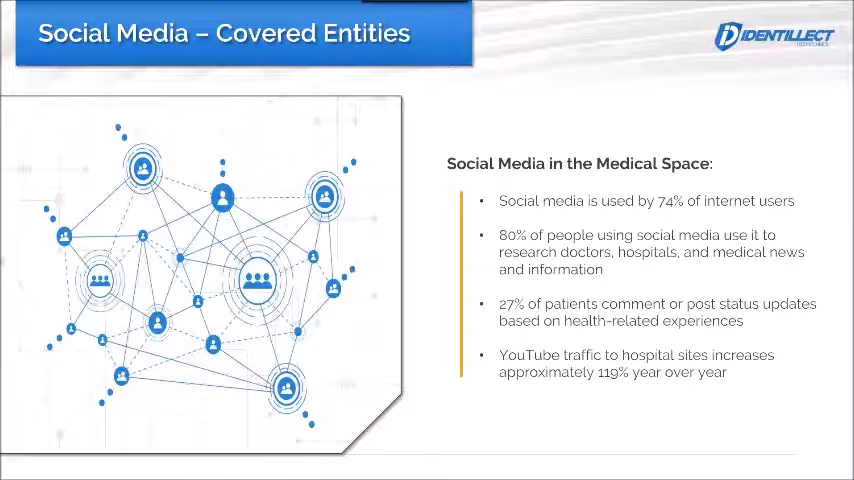 Social Media – Covered Entities
IDENTILLECT
TECHNOLOGIES
Social Media in the Medical Space:
• Social media is used by 74% of internet users
• 80% of people using social media use it to
research doctors, hospitals, and medical news
and information
• 27% of patients comment or post status updates
based on health-related experiences
• YouTube traffic to hospital sites increases
approximately 119% year over year